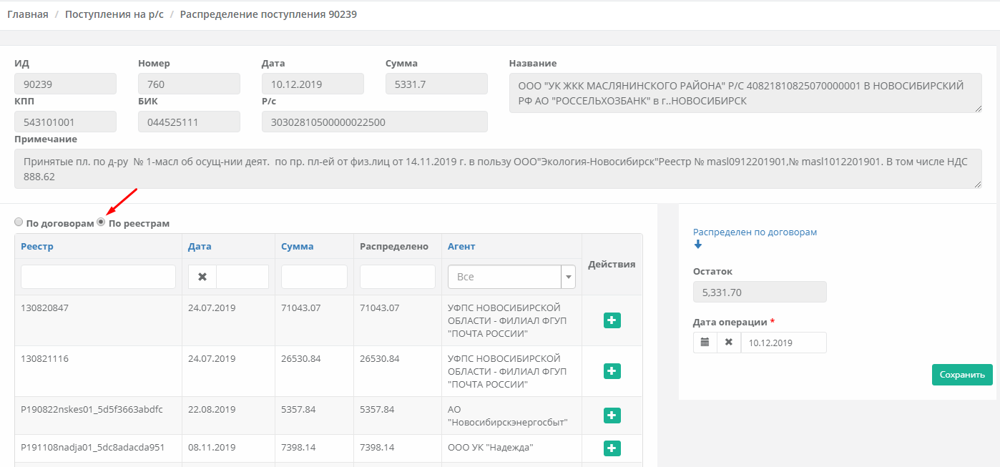 Главная / Поступления на р/с / Распределение поступления 90239
ИД Номер Дата Сумма Название
90239 760 10.12.2019 5331.7
ООО "УК ЖКК МАСЛЯНИНСКОГО РАЙОНА" Р/С 40821810825070000001 В НОВОСИБИРСКИЙ
РФ АО "РОССЕЛЬХОЗБАНК" в г..НОВОСИБИРСК
КПП БИК Р/с
543101001 044525111 30302810500000022500
Примечание
Принятые пл. по д-ру № 1-масл об осущ-нии деят. по пр. пл-ей от физ.лиц от 14.11.2019 г. в пользу ООО"Экология-Новосибирск"Реестр № masl0912201901,№ masl1012201901. В том числе НДС
888.62
По договорам По реестрам
Реестр Дата Сумма Распределено Агент Действия
Все
130820847 24.07.2019 71043.07 71043.07 УФПС НОВОСИБИРСКОЙ
ОБЛАСТИ - ФИЛИАЛ ФГУП
"ПОЧТА РОССИИ"
130821116 24.07.2019 26530.84 26530.84 УФПС НОВОСИБИРСКОЙ
ОБЛАСТИ - ФИЛИАЛ ФГУП
"ПОЧТА РОССИИ"
P190822nskes01_5d5f3663abdfc 22.08.2019 5357.84 5357.84 АО
"Новосибирскэнергосбыт"
P191108nadja01_5dc8adacda951 08.11.2019 7398.14 7398.14 ООО УК "Надежда"
Распределен по договорам
Остаток
5,331.70
Дата операции *
10.12.2019
Сохранить